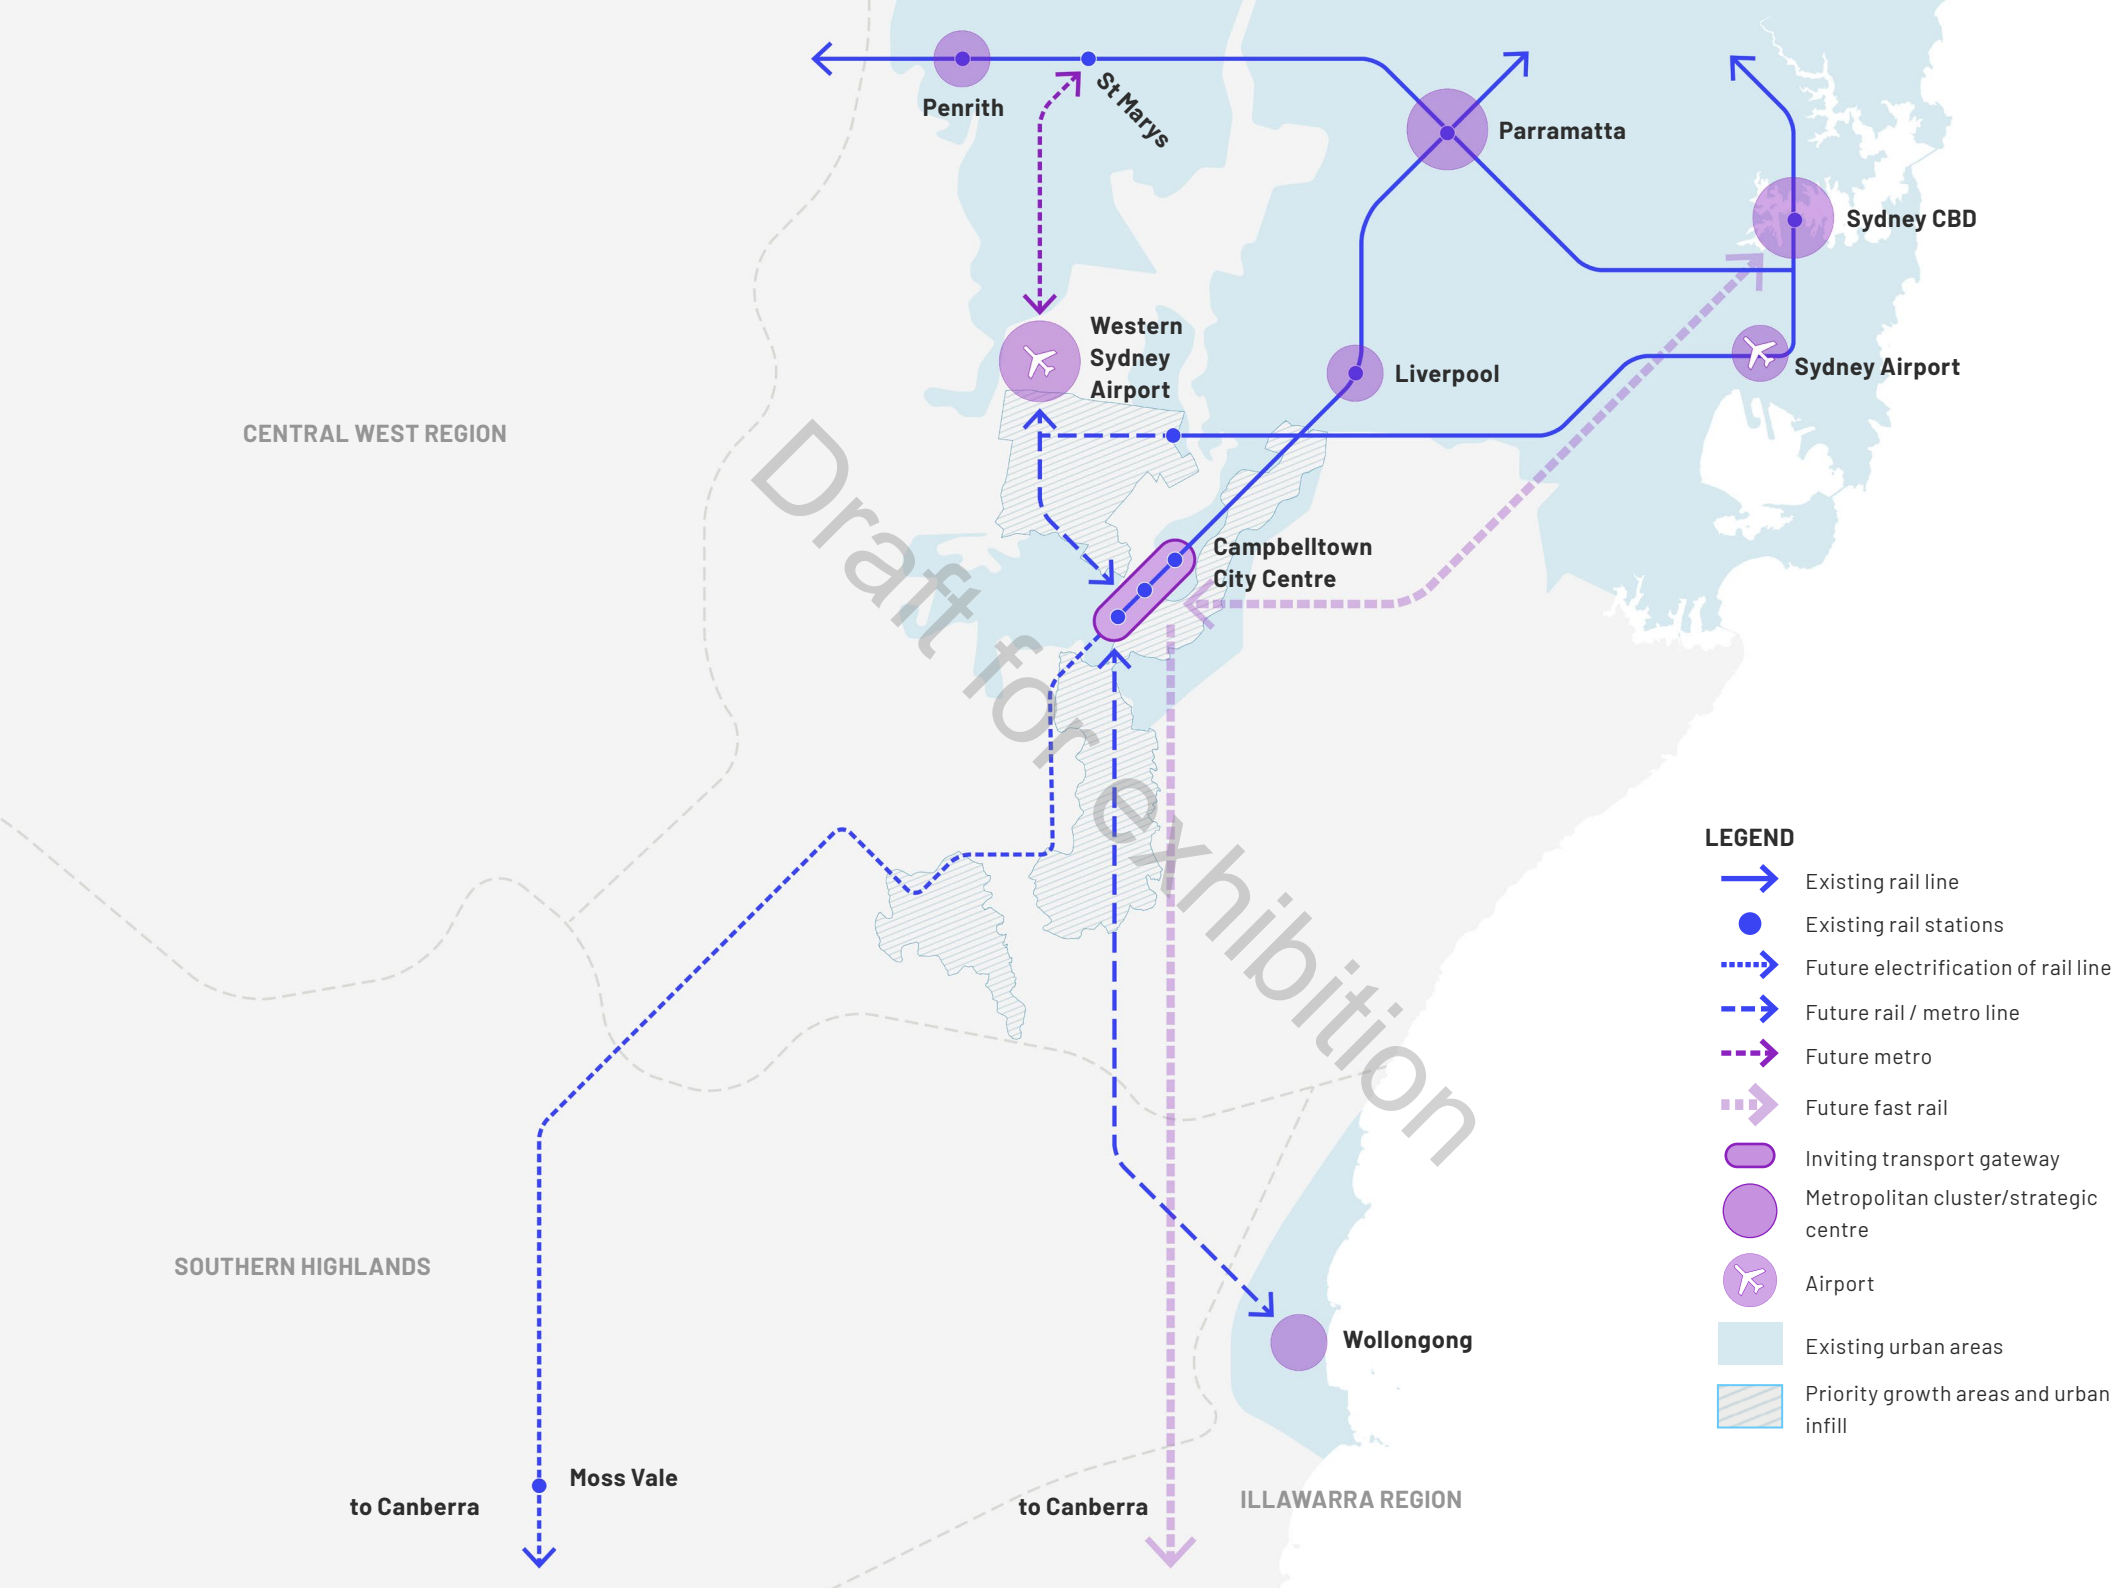 Penrith
St Marys
Parramatta
Sydney CBD
Western
Sydney
Airport
Liverpool
Sydney Airport
CENTRAL WEST REGION
Campbelltown
City Centre
Draft for exhibition
LEGEND
Existing rail line
Existing rail stations
Future electrification of rail line
Future rail / metro line
Future metro
Future fast rail
Inviting transport gateway
Metropolitan cluster/strategic
centre
Airport
Existing urban areas
Priority growth areas and urban
infill
SOUTHERN HIGHLANDS
Wollongong
Moss Vale
to Canberra
to Canberra
ILLAWARRA REGION